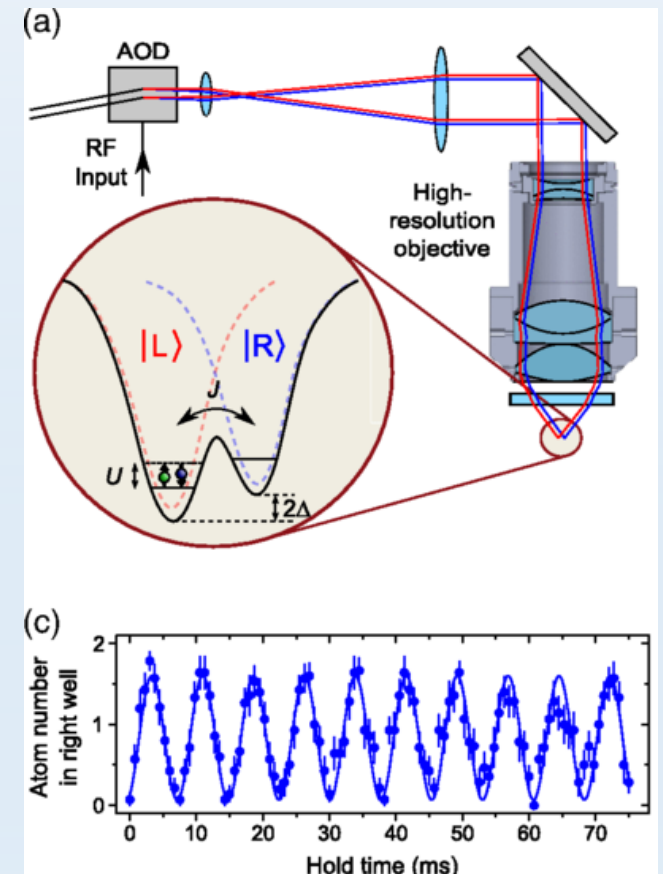 (a)
AOD
RF
Input
High-
resolution
objective
|L⟩
|R⟩
J
U
2Δ
(c)
Atom number
in right well
2
1
0
0
10
20
30
40
50
60
70
Hold time (ms)